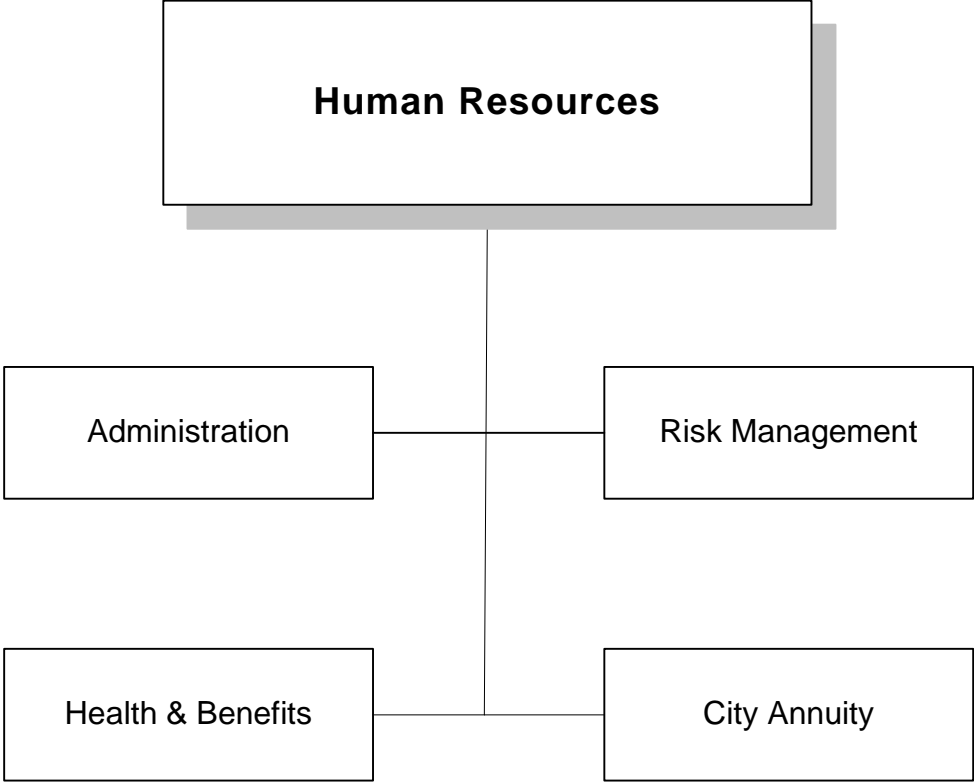 Human Resources
Administration
Risk Management
Health & Benefits
City Annuity